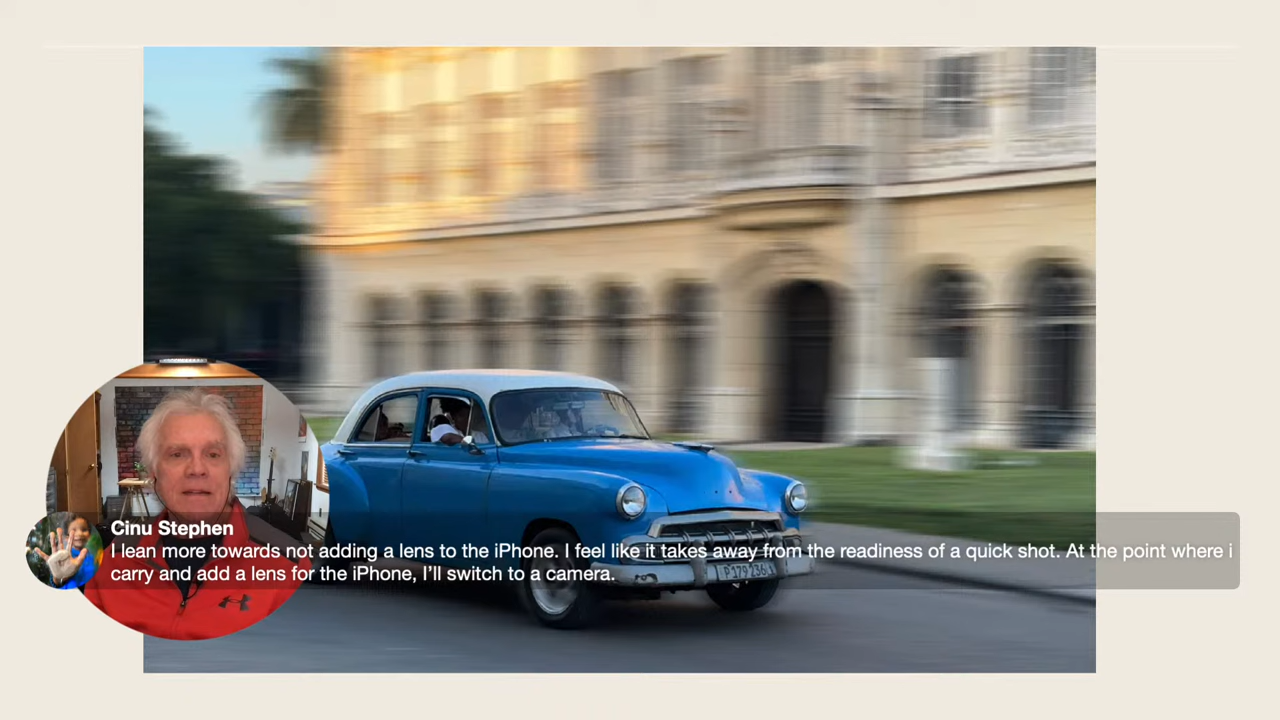 Cinu Stephen
I lean more towards not adding a lens to the iPhone. I feel like it takes away from the readiness of a quick shot. At the point where i
carry and add a lens for the iPhone, I'll switch to a camera.